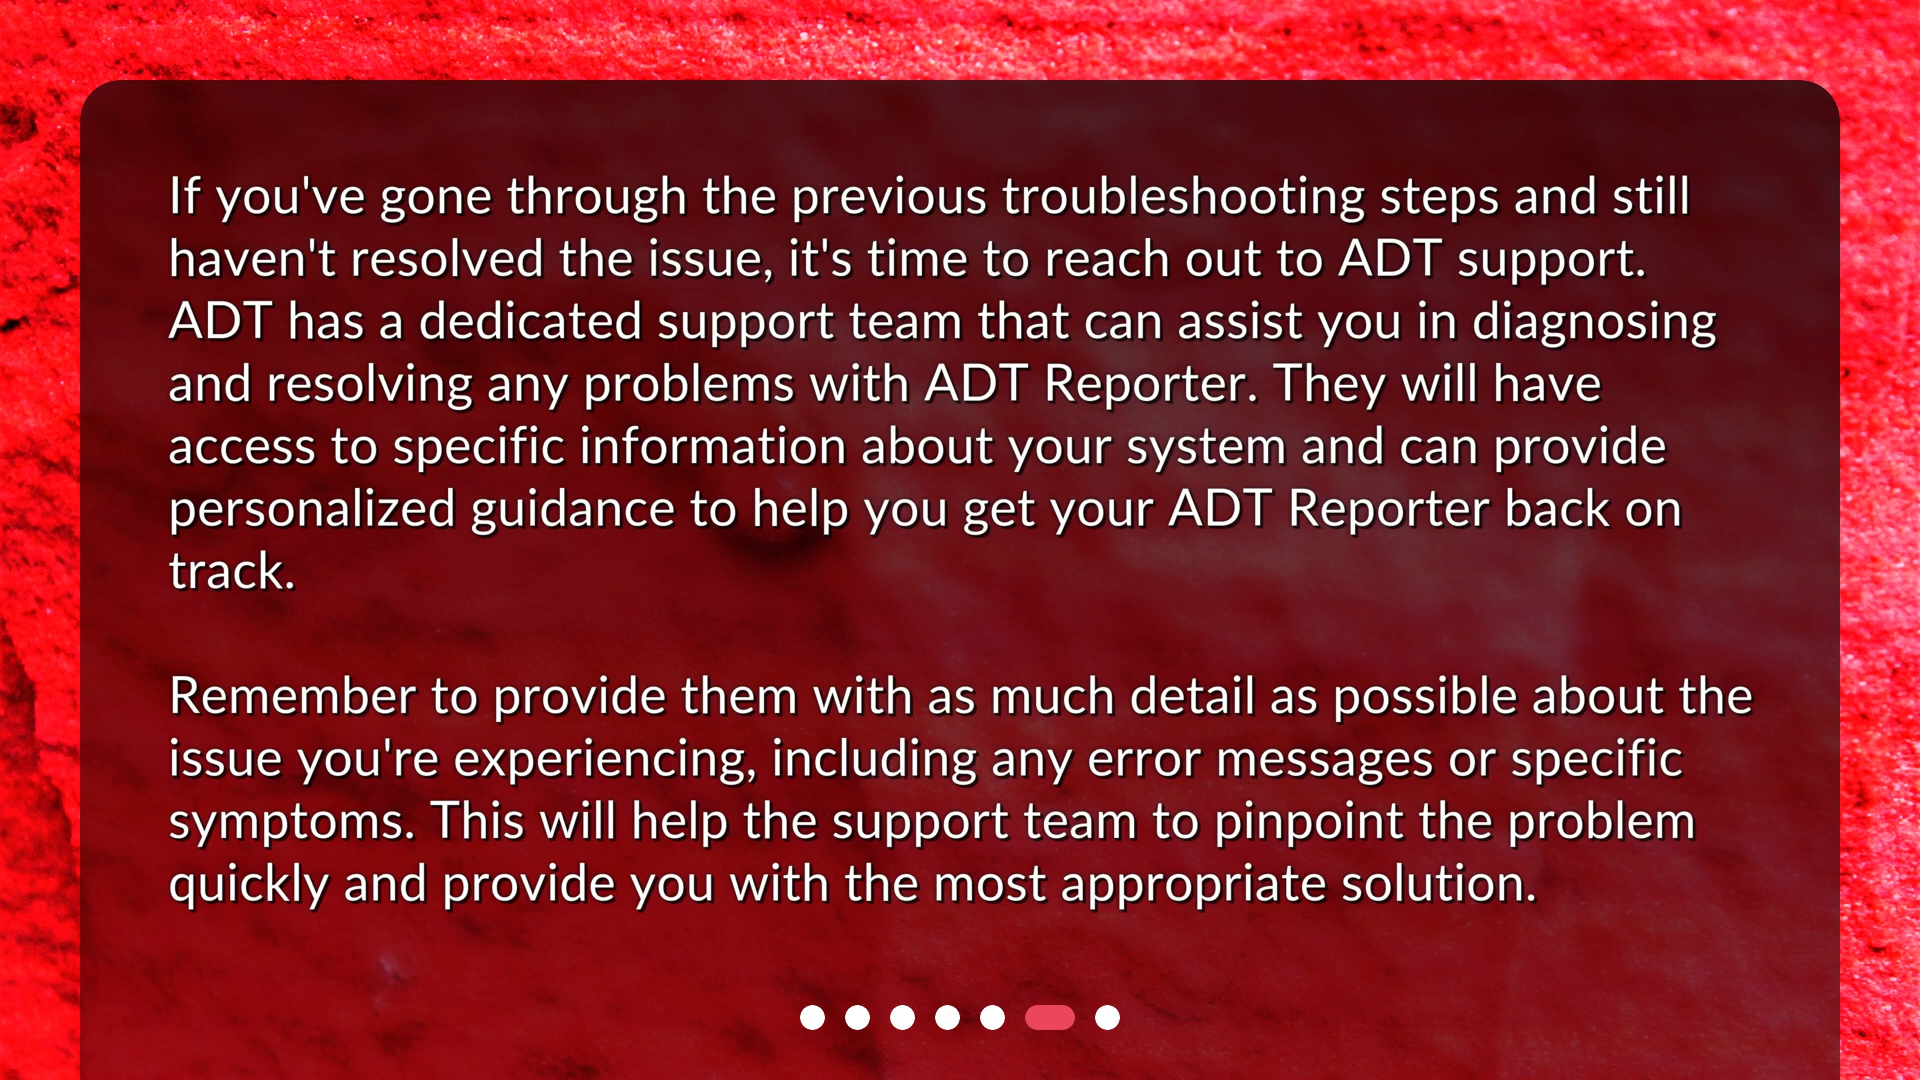 If you've gone through the previous troubleshooting steps and still
haven't resolved the issue, it's time to reach out to ADT support.
ADT has a dedicated support team that can assist you in diagnosing
and resolving any problems with ADT Reporter. They will have
access to specific information about your system and can provide
personalized guidance to help you get your ADT Reporter back on
track.
Remember to provide them with as much detail as possible about the
issue you're experiencing, including any error messages or specific
symptoms. This will help the support team to pinpoint the problem
quickly and provide you with the most appropriate solution.